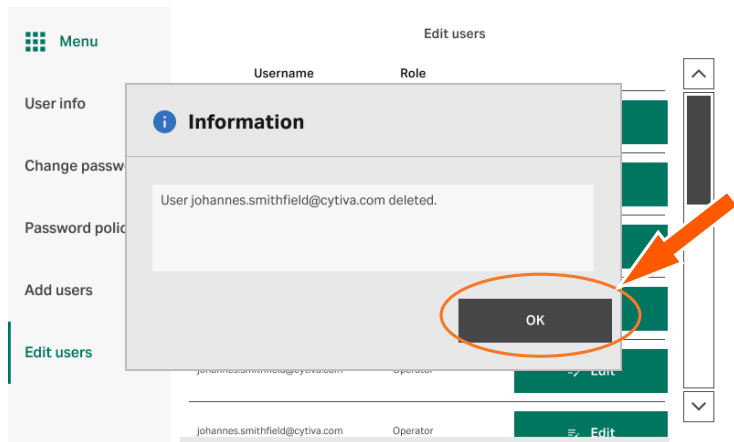 Menu
Edit users
Username Role
User info
Information
Change passw
User johannes.smithfield@cytiva.com deleted.
Password polic
Add users
OK
Edit users
johannes.smithfield@cytiva.com Operator Edit
johannes.smithfield@cytiva.com Operator Edit